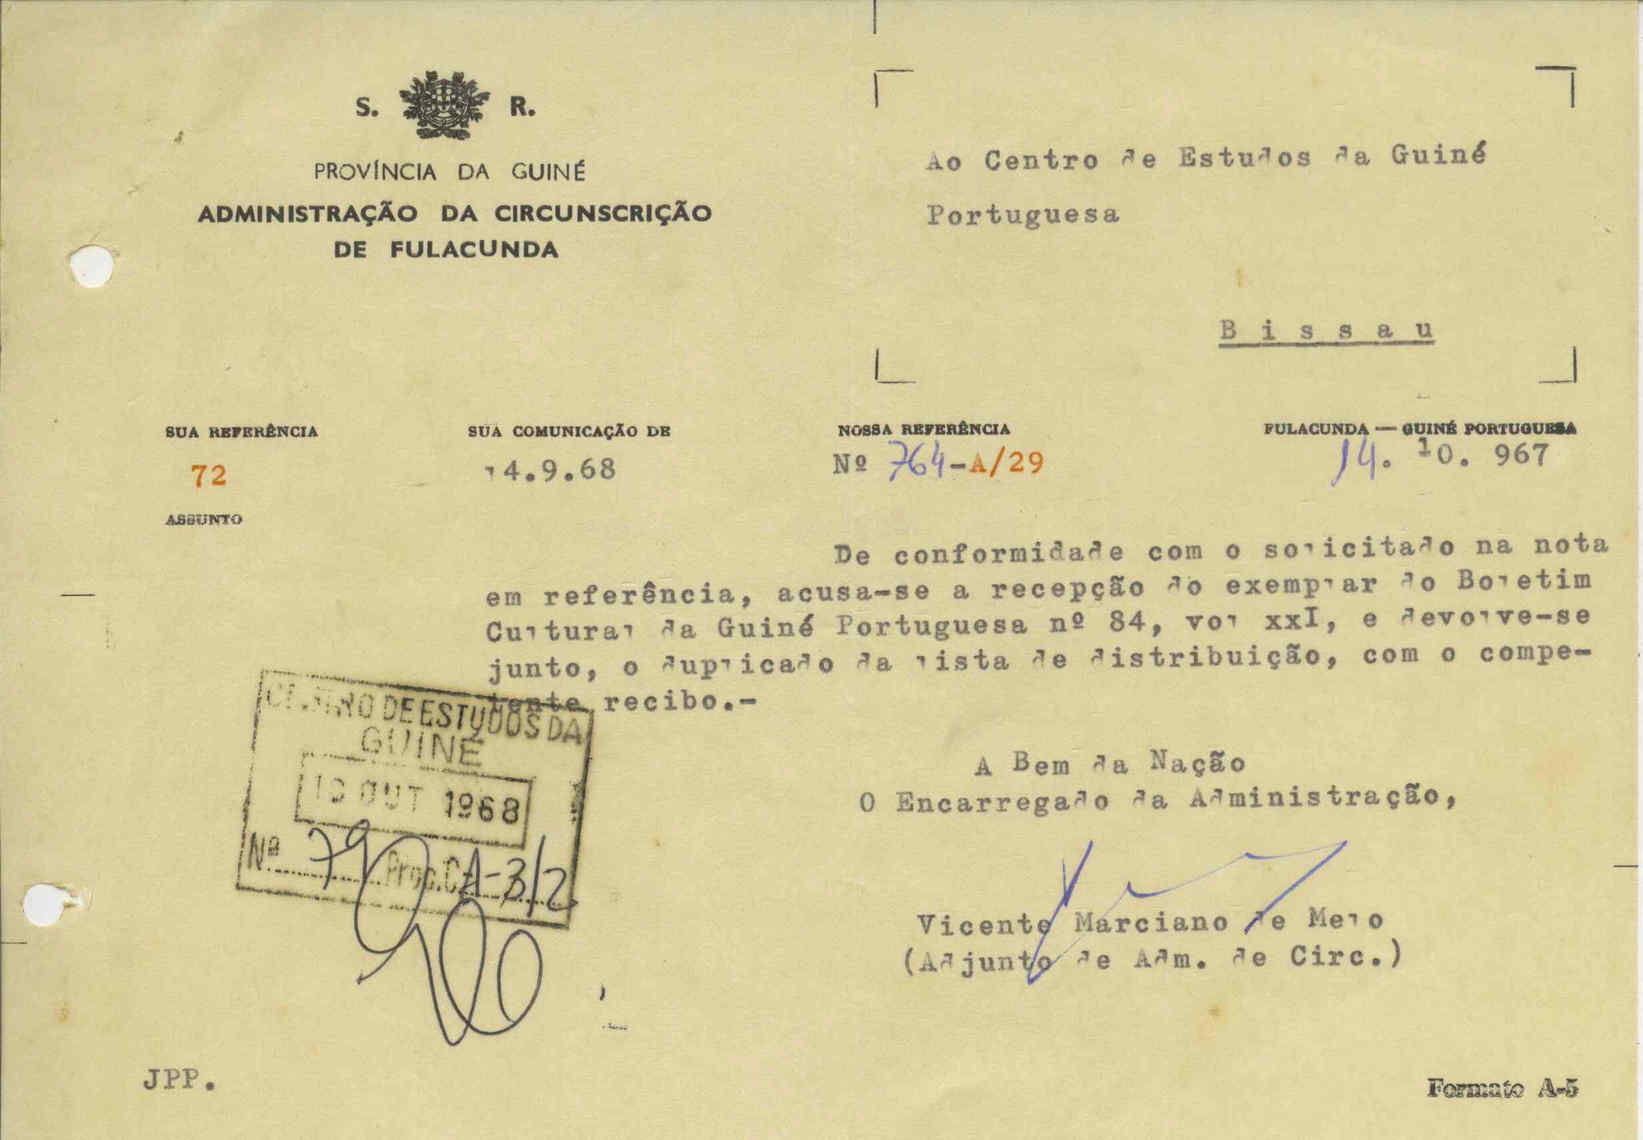 S. R.
PROVÍNCIA DA GUINÉ
ADMINISTRAÇÃO DA CIRCUNSCRIÇÃO
DE FULACUNDA
Ao Centro de Estudos da Guiné
Portuguesa
Bissau
SUA REFERÊNCIA
72
SUA COMUNICAÇÃO DE
14.9.68
NOSSA REFERÊNCIA
Nº 764-A/29
FULACUNDA — GUINÉ PORTUGUESA
14. 10. 967
ASSUNTO
De conformidade com o solicitado na nota
em referência, acusa-se a recepção do exemplar do Boletim
Cultural da Guiné Portuguesa nº 84, vol xxI, e devolve-se
junto, o duplicado da lista de distribuição, com o compe-
tente recibo.-
CENTRO DE ESTUDOS DA
GUINÉ
OUT 1968
Nº 79 Proc. A-3/2
A Bem da Nação
O Encarregado da Administração,
Vicente Marciano de Melo
(Adjunto de Adm. de Circ.)
JPP.
Formato A-5